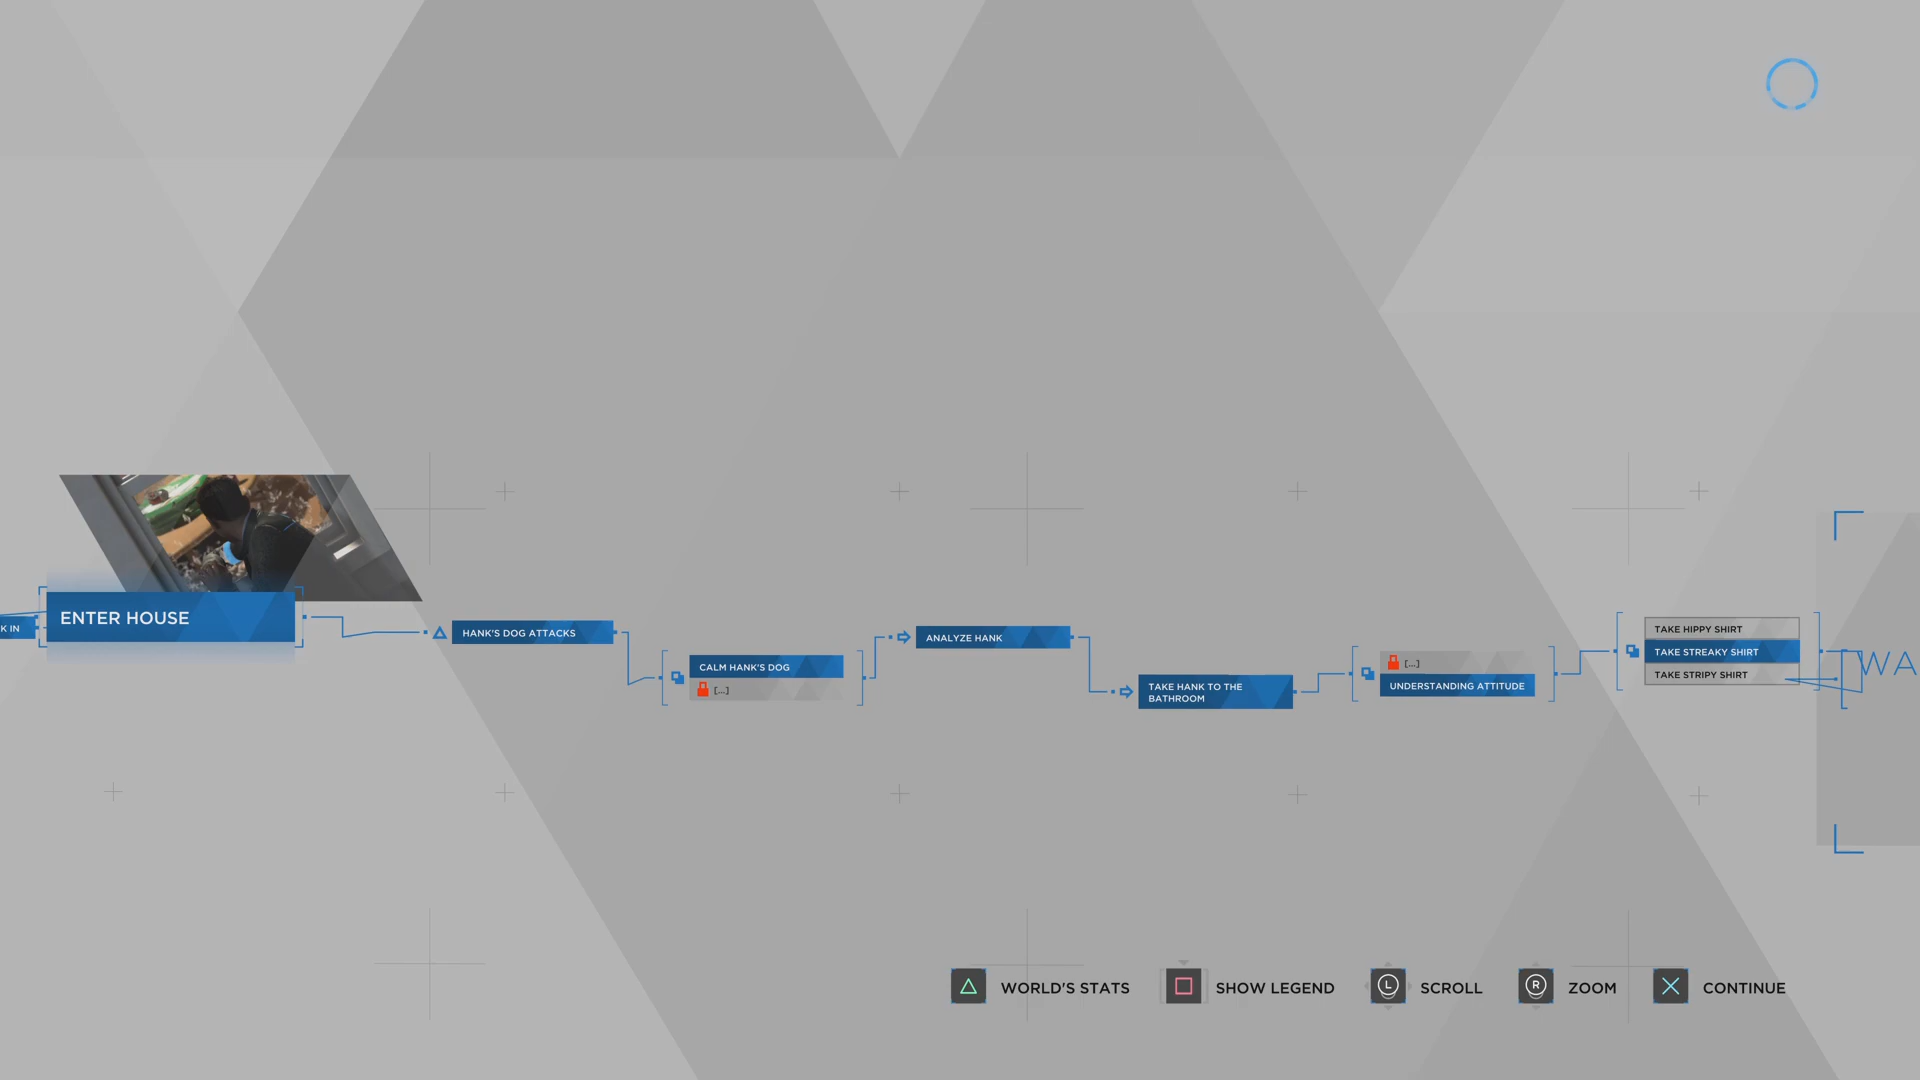 K IN
ENTER HOUSE
HANK'S DOG ATTACKS
CALM HANK'S DOG
[...]
ANALYZE HANK
TAKE HANK TO THE
BATHROOM
[...]
UNDERSTANDING ATTITUDE
TAKE HIPPY SHIRT
TAKE STREAKY SHIRT
TAKE STRIPY SHIRT
WA
WORLD'S STATS
SHOW LEGEND
L
SCROLL
R
ZOOM
CONTINUE